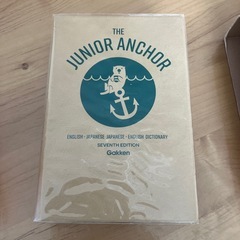 THE
JUNIOR ANCHOR
ENGLISH-JAPANESE JAPANESE-ENGLISH DICTIONARY
SEVENTH EDITION
Gakken